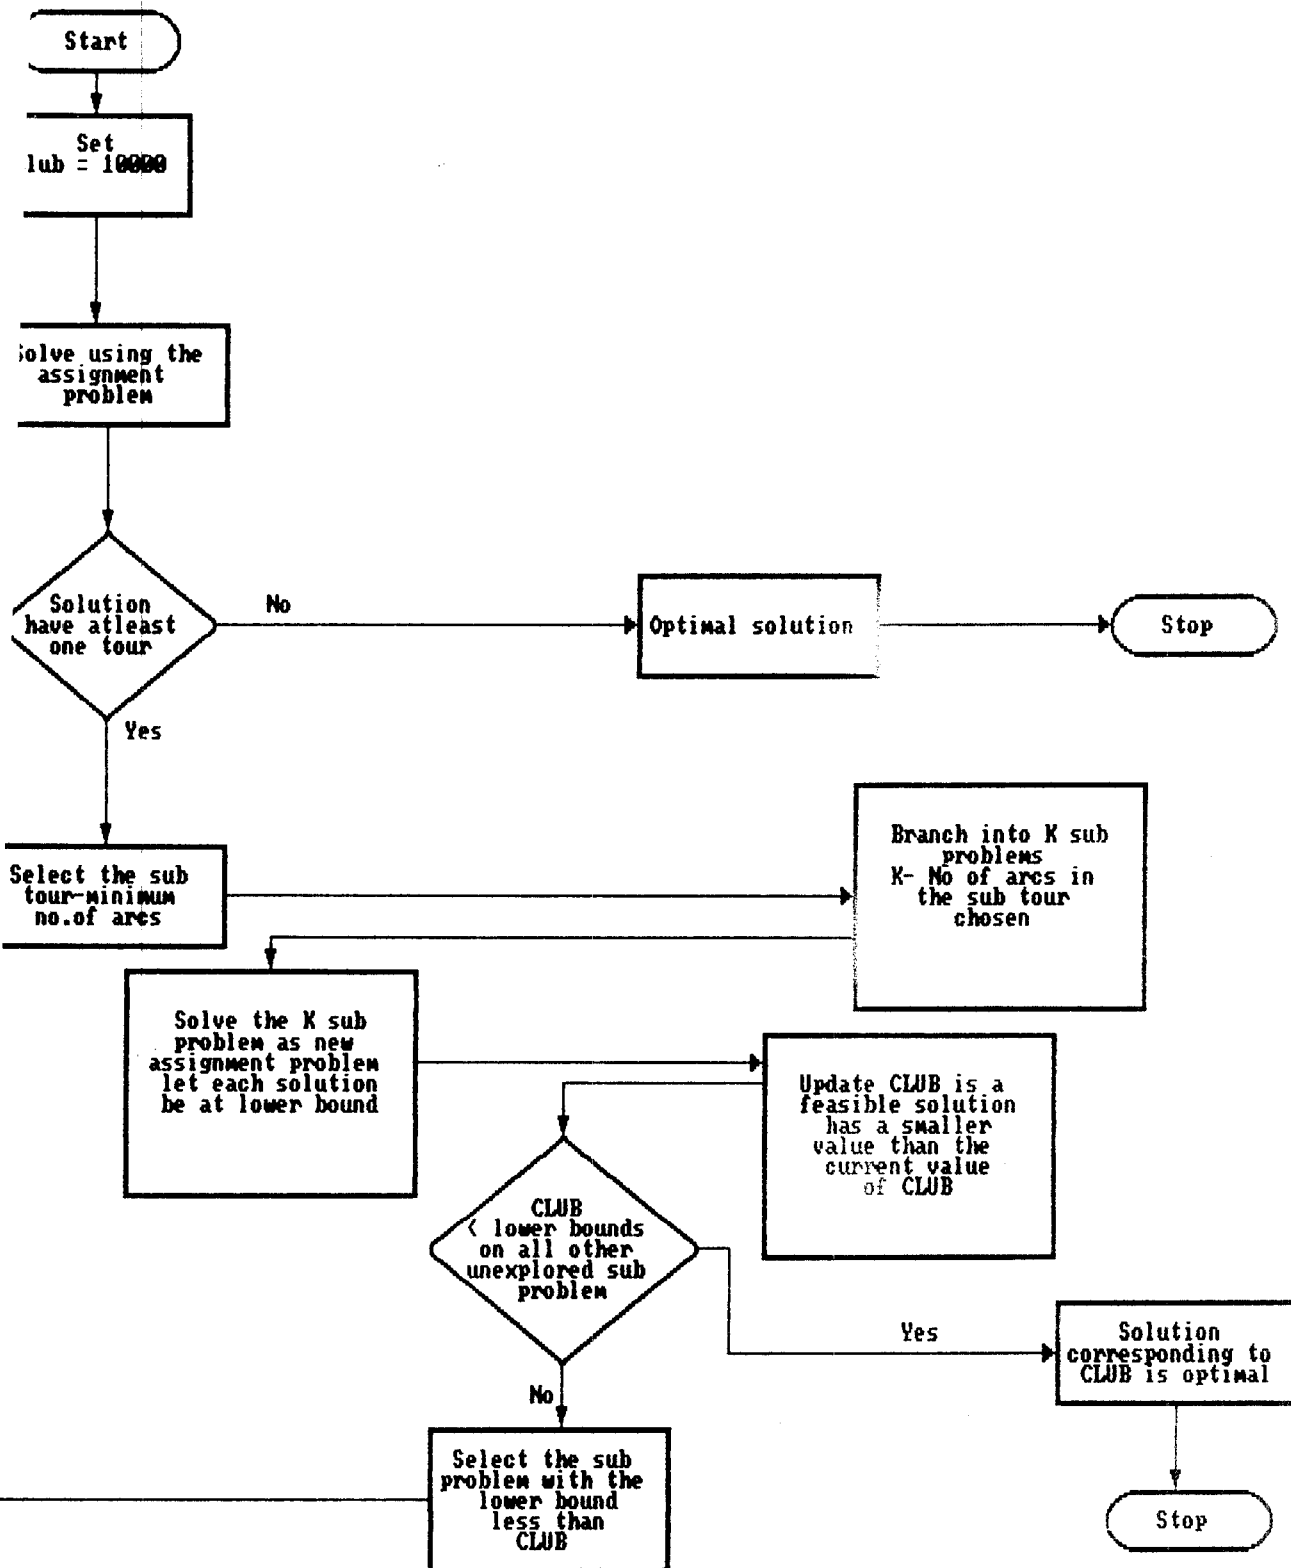 Start
Set
lub = 10000
Solve using the
assignment
problem
Solution
have atleast
one tour
No
Optimal solution
Stop
Yes
Select the sub
tour-minimum
no.of arcs
Branch into K sub
problems
K- No of arcs in
the sub tour
chosen
Solve the K sub
problem as new
assignment problem
let each solution
be at lower bound
Update CLUB is a
feasible solution
has a smaller
value than the
current value
of CLUB
CLUB
< lower bounds
on all other
unexplored sub
problem
Yes
Solution
corresponding to
CLUB is optimal
No
Select the sub
problem with the
lower bound
less than
CLUB
Stop